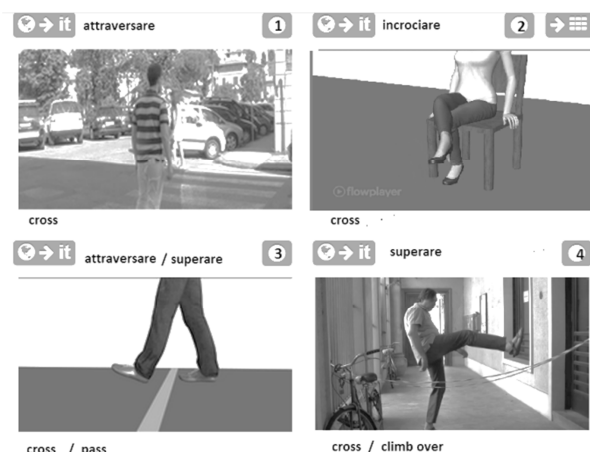 it attraversare 1
it incrociare 2
flowplayer
cross
cross
it attraversare / superare 3
it superare 4
cross / pass
cross / climb over